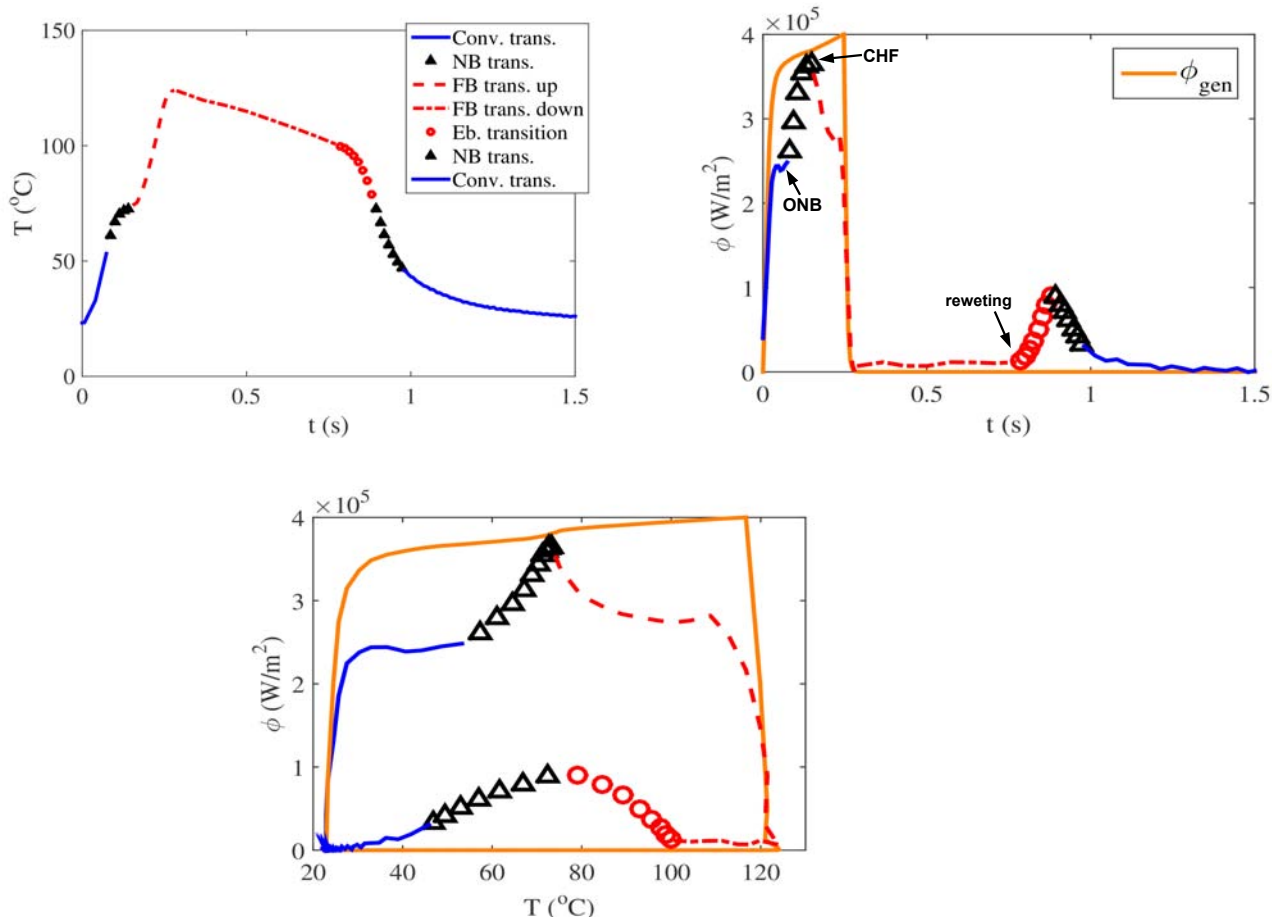 150
100
50
0
T (°C)
0 0.5 1 1.5
t (s)
Conv. trans.
NB trans.
FB trans. up
FB trans. down
Eb. transition
NB trans.
Conv. trans.
×10⁵
4
3
2
1
0
ϕ (W/m²)
0 0.5 1 1.5
t (s)
CHF
ONB
reweting
ϕgen
×10⁵
4
3
2
1
0
ϕ (W/m²)
20 40 60 80 100 120
T (°C)